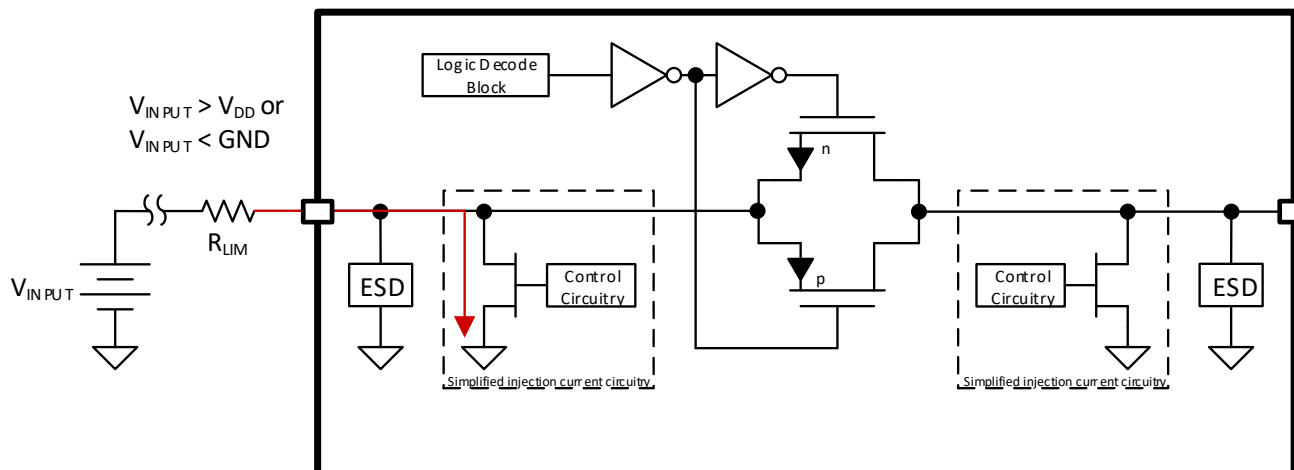 Logic Decode
Block
V_INPUT > V_DD or
V_INPUT < GND
n
R_LIM
p
V_INPUT
ESD
Control
Circuitry
Control
Circuitry
ESD
Simplified injection current circuitry
Simplified injection current circuitry